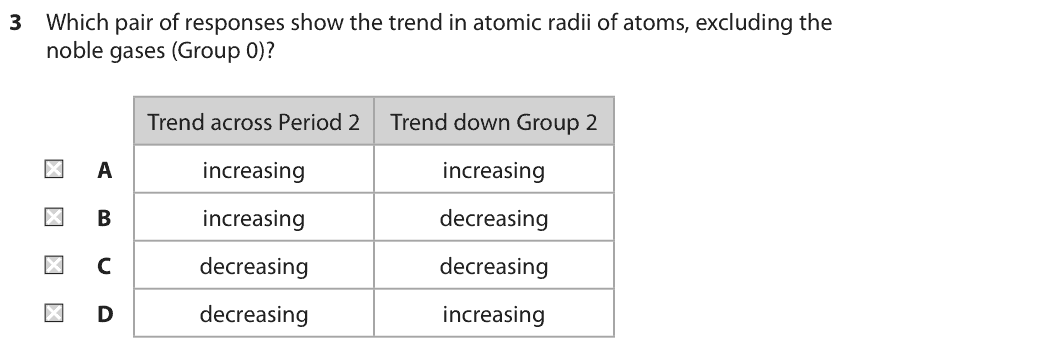 3 Which pair of responses show the trend in atomic radii of atoms, excluding the
noble gases (Group 0)?
Trend across Period 2 Trend down Group 2
A increasing increasing
B increasing decreasing
C decreasing decreasing
D decreasing increasing